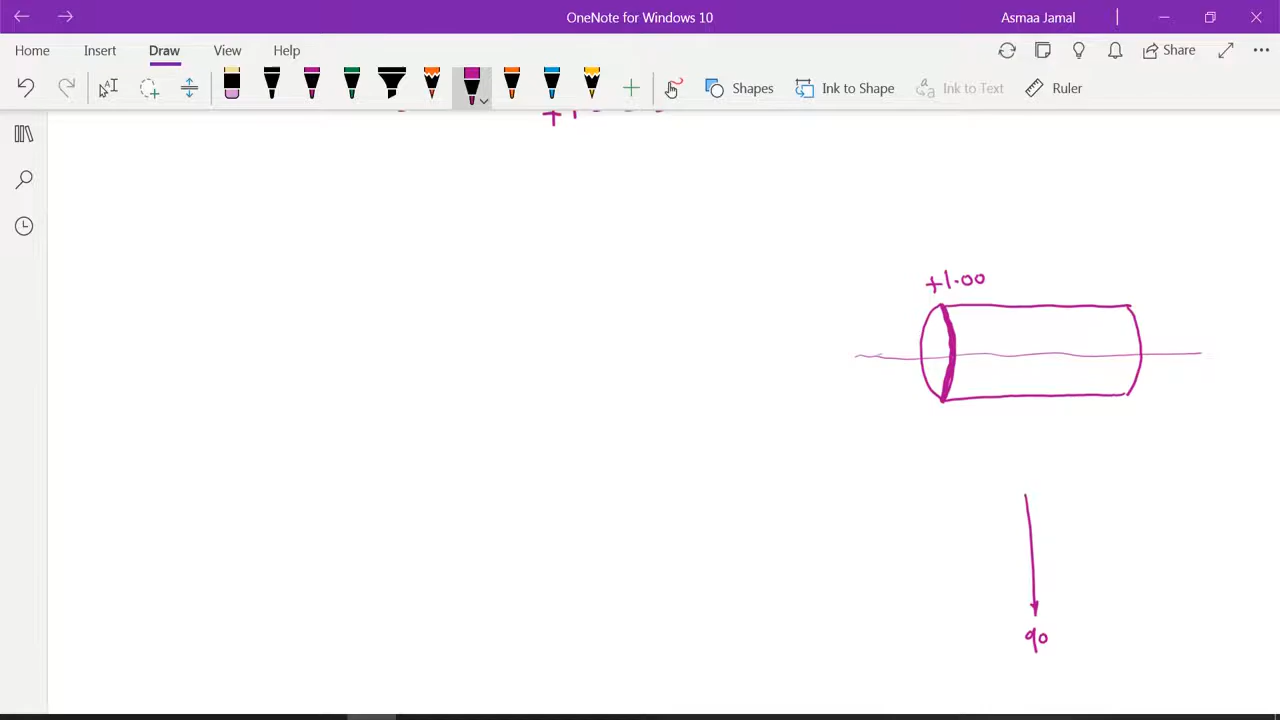 OneNote for Windows 10
Asmaa Jamal
Home Insert Draw View Help
Share
Shapes Ink to Shape Ink to Text Ruler
+1.00
90